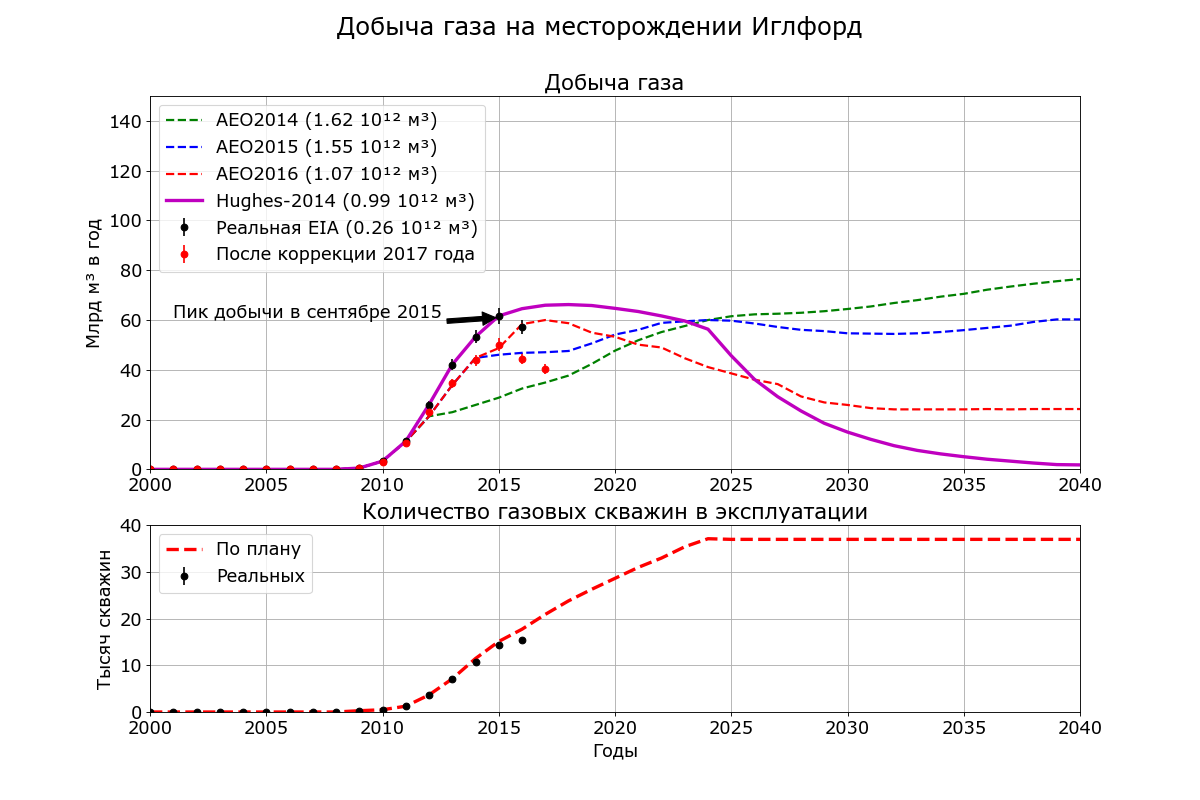 Добыча газа на месторождении Иглфорд
Добыча газа
Млрд м³ в год
140
120
100
80
60
40
20
0
AEO2014 (1.62 10¹² м³)
AEO2015 (1.55 10¹² м³)
AEO2016 (1.07 10¹² м³)
Hughes-2014 (0.99 10¹² м³)
Реальная EIA (0.26 10¹² м³)
После коррекции 2017 года
Пик добычи в сентябре 2015
2000 2005 2010 2015 2020 2025 2030 2035 2040
Количество газовых скважин в эксплуатации
Тысяч скважин
40
30
20
10
0
По плану
Реальных
2000 2005 2010 2015 2020 2025 2030 2035 2040
Годы